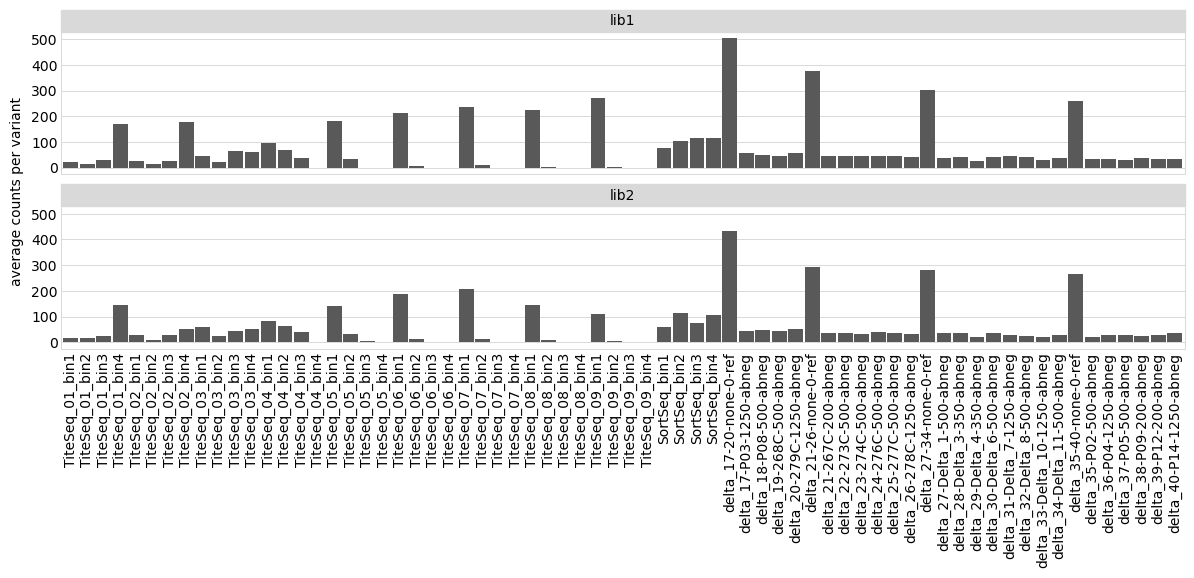 lib1
500
400
300
200
100
0
average counts per variant
lib2
500
400
300
200
100
0
TiteSeq_01_bin1
TiteSeq_01_bin2
TiteSeq_01_bin3
TiteSeq_01_bin4
TiteSeq_02_bin1
TiteSeq_02_bin2
TiteSeq_02_bin3
TiteSeq_02_bin4
TiteSeq_03_bin1
TiteSeq_03_bin2
TiteSeq_03_bin3
TiteSeq_03_bin4
TiteSeq_04_bin1
TiteSeq_04_bin2
TiteSeq_04_bin3
TiteSeq_04_bin4
TiteSeq_05_bin1
TiteSeq_05_bin2
TiteSeq_05_bin3
TiteSeq_05_bin4
TiteSeq_06_bin1
TiteSeq_06_bin2
TiteSeq_06_bin3
TiteSeq_06_bin4
TiteSeq_07_bin1
TiteSeq_07_bin2
TiteSeq_07_bin3
TiteSeq_07_bin4
TiteSeq_08_bin1
TiteSeq_08_bin2
TiteSeq_08_bin3
TiteSeq_08_bin4
TiteSeq_09_bin1
TiteSeq_09_bin2
TiteSeq_09_bin3
TiteSeq_09_bin4
SortSeq_bin1
SortSeq_bin2
SortSeq_bin3
SortSeq_bin4
delta_17-20-none-0-ref
delta_17-P03-1250-abneg
delta_18-P08-500-abneg
delta_19-268C-500-abneg
delta_20-279C-1250-abneg
delta_21-26-none-0-ref
delta_21-267C-200-abneg
delta_22-273C-500-abneg
delta_23-274C-500-abneg
delta_24-276C-500-abneg
delta_25-277C-500-abneg
delta_26-278C-1250-abneg
delta_27-34-none-0-ref
delta_27-Delta_1-500-abneg
delta_28-Delta_3-350-abneg
delta_29-Delta_4-350-abneg
delta_30-Delta_6-500-abneg
delta_31-Delta_7-1250-abneg
delta_32-Delta_8-500-abneg
delta_33-Delta_10-1250-abneg
delta_34-Delta_11-500-abneg
delta_35-40-none-0-ref
delta_35-P02-500-abneg
delta_36-P04-1250-abneg
delta_37-P05-500-abneg
delta_38-P09-200-abneg
delta_39-P12-200-abneg
delta_40-P14-1250-abneg